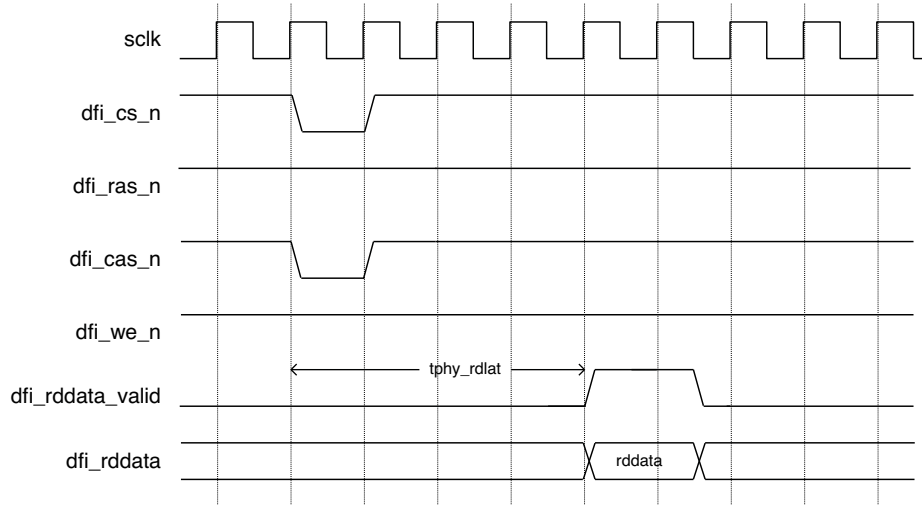 sclk
dfi_cs_n
dfi_ras_n
dfi_cas_n
dfi_we_n
tphy_rdlat
dfi_rddata_valid
dfi_rddata rddata